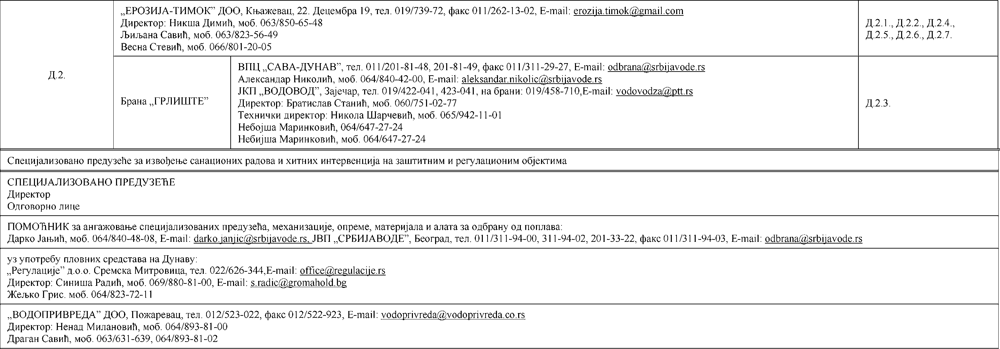 Д.2.
„ЕРОЗИЈА-ТИМОК” ДОО, Књажевац, 22. Децембра 19, тел. 019/739-72, факс 011/262-13-02, E-mail: erozija.timok@gmail.com
Директор: Никша Димић, моб. 063/850-65-48
Љиљана Савић, моб. 063/823-56-49
Весна Стевић, моб. 066/801-20-05
Д.2.1., Д.2.2., Д.2.4.,
Д.2.5., Д.2.6., Д.2.7.
Брана „ГРЛИШТЕ”
ВПЦ „САВА-ДУНАВ”, тел. 011/201-81-48, 201-81-49, факс 011/311-29-27, E-mail: odbrana@srbijavode.rs
Александар Николић, моб. 064/840-42-00, E-mail: aleksandar.nikolic@srbijavode.rs
ЈКП „ВОДОВОД”, Зајечар, тел. 019/422-041, 423-041, на брани: 019/458-710,E-mail: vodovodza@ptt.rs
Директор: Братислав Станић, моб. 060/751-02-77
Технички директор: Никола Шарчевић, моб. 065/942-11-01
Небојша Маринковић, 064/647-27-24
Небијша Маринковић, моб. 064/647-27-24
Д.2.3.
Специјализовано предузеће за извођење санационих радова и хитних интервенција на заштитним и регулационим објектима
СПЕЦИЈАЛИЗОВАНО ПРЕДУЗЕЋЕ
Директор
Одговорно лице
ПОМОЋНИК за ангажовање специјализованих предузећа, механизације, опреме, материјала и алата за одбрану од поплава:
Дарко Јањић, моб. 064/840-48-08, E-mail: darko.janjic@srbijavode.rs, ЈВП „СРБИЈАВОДЕ”, Београд, тел. 011/311-94-00, 311-94-02, 201-33-22, факс 011/311-94-03, E-mail: odbrana@srbijavode.rs
уз употребу пловних средстава на Дунаву:
„Регулације” д.о.о. Сремска Митровица, тел. 022/626-344,E-mail: office@regulacije.rs
Директор: Синиша Радић, моб. 069/880-81-00, E-mail: s.radic@gromahold.bg
Жељко Грис. моб. 064/823-72-11
„ВОДОПРИВРЕДА” ДОО, Пожаревац, тел. 012/523-022, факс 012/522-923, E-mail: vodoprivreda@vodoprivreda.co.rs
Директор: Ненад Милановић, моб. 064/893-81-00
Драган Савић, моб. 063/631-639, 064/893-81-02